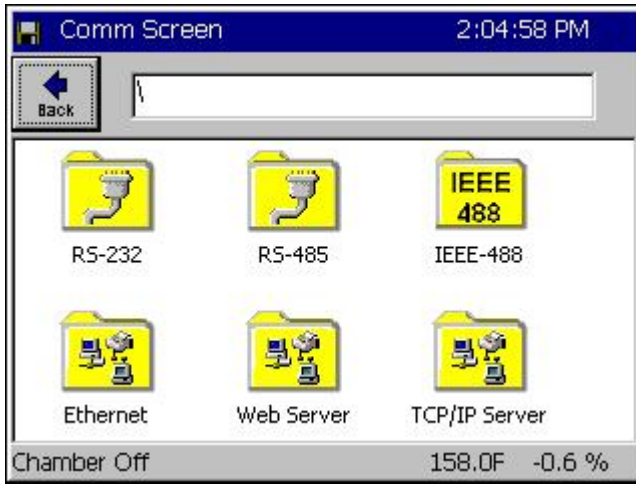 Comm Screen 2:04:58 PM
Back
\
IEEE
488
RS-232 RS-485 IEEE-488
Ethernet Web Server TCP/IP Server
Chamber Off 158.0F -0.6 %